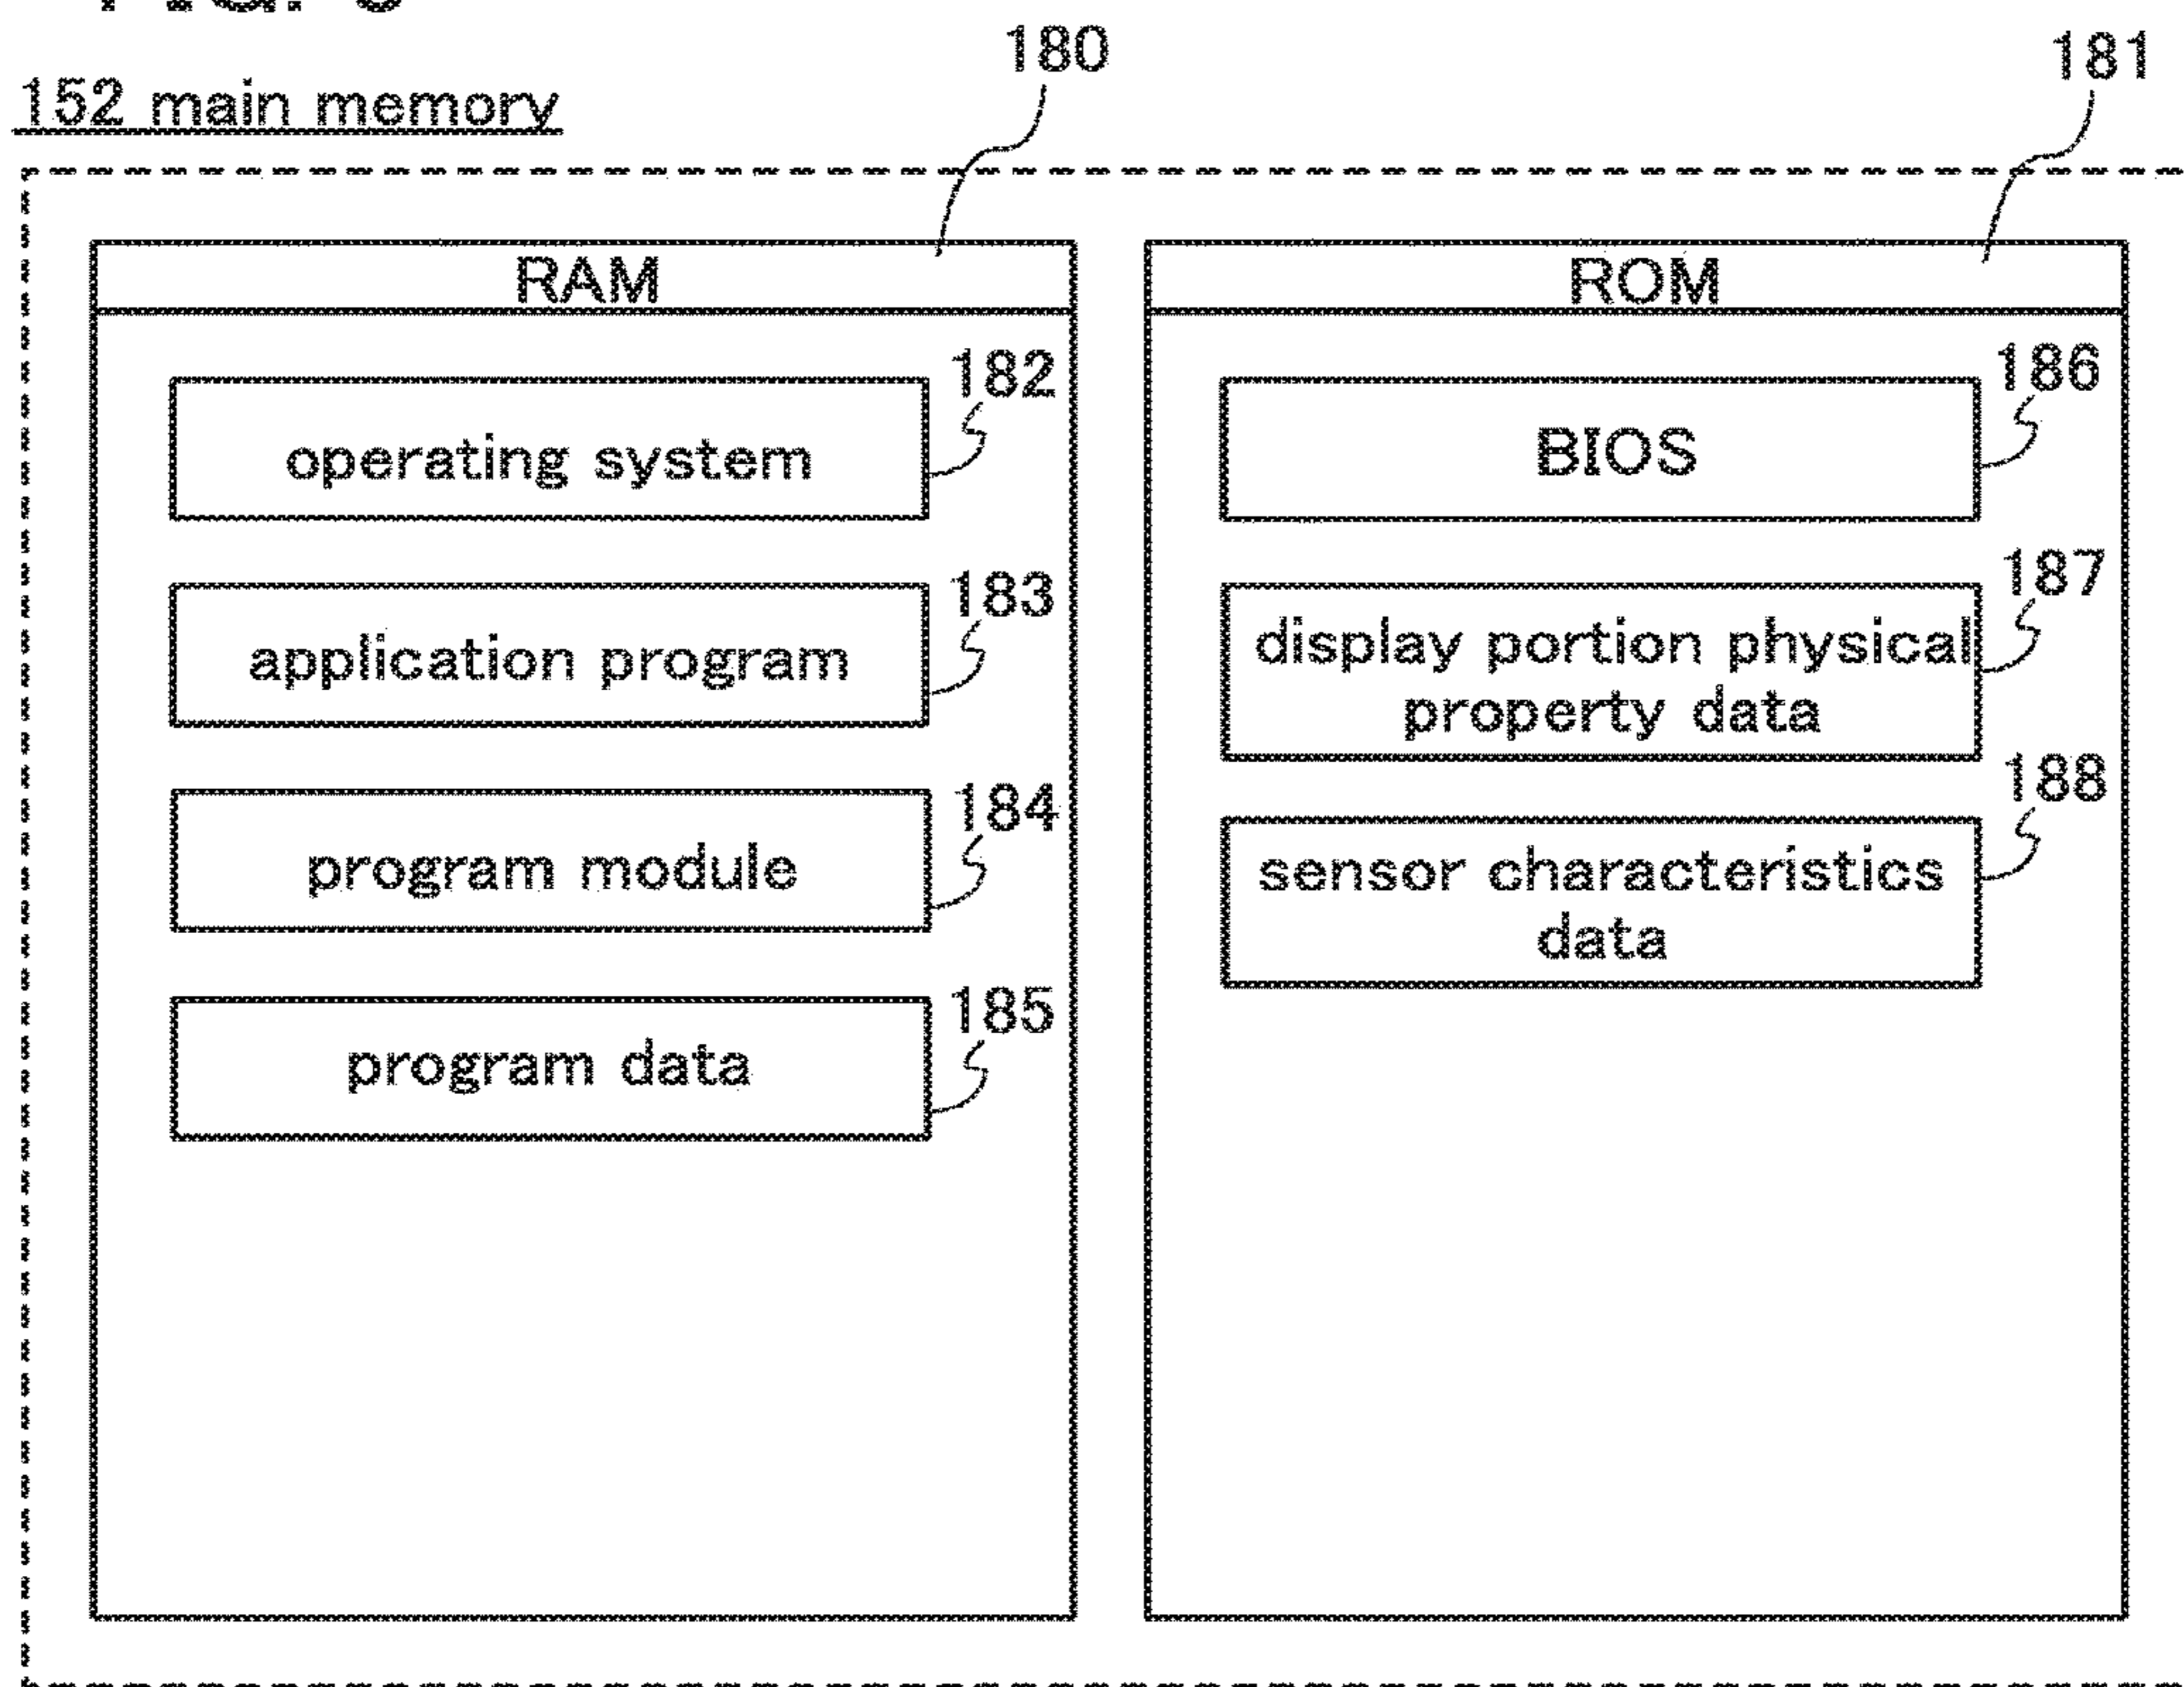 180
181
152 main memory
RAM
182
operating system
183
application program
184
program module
185
program data
ROM
186
BIOS
187
display portion physical
property data
188
sensor characteristics
data